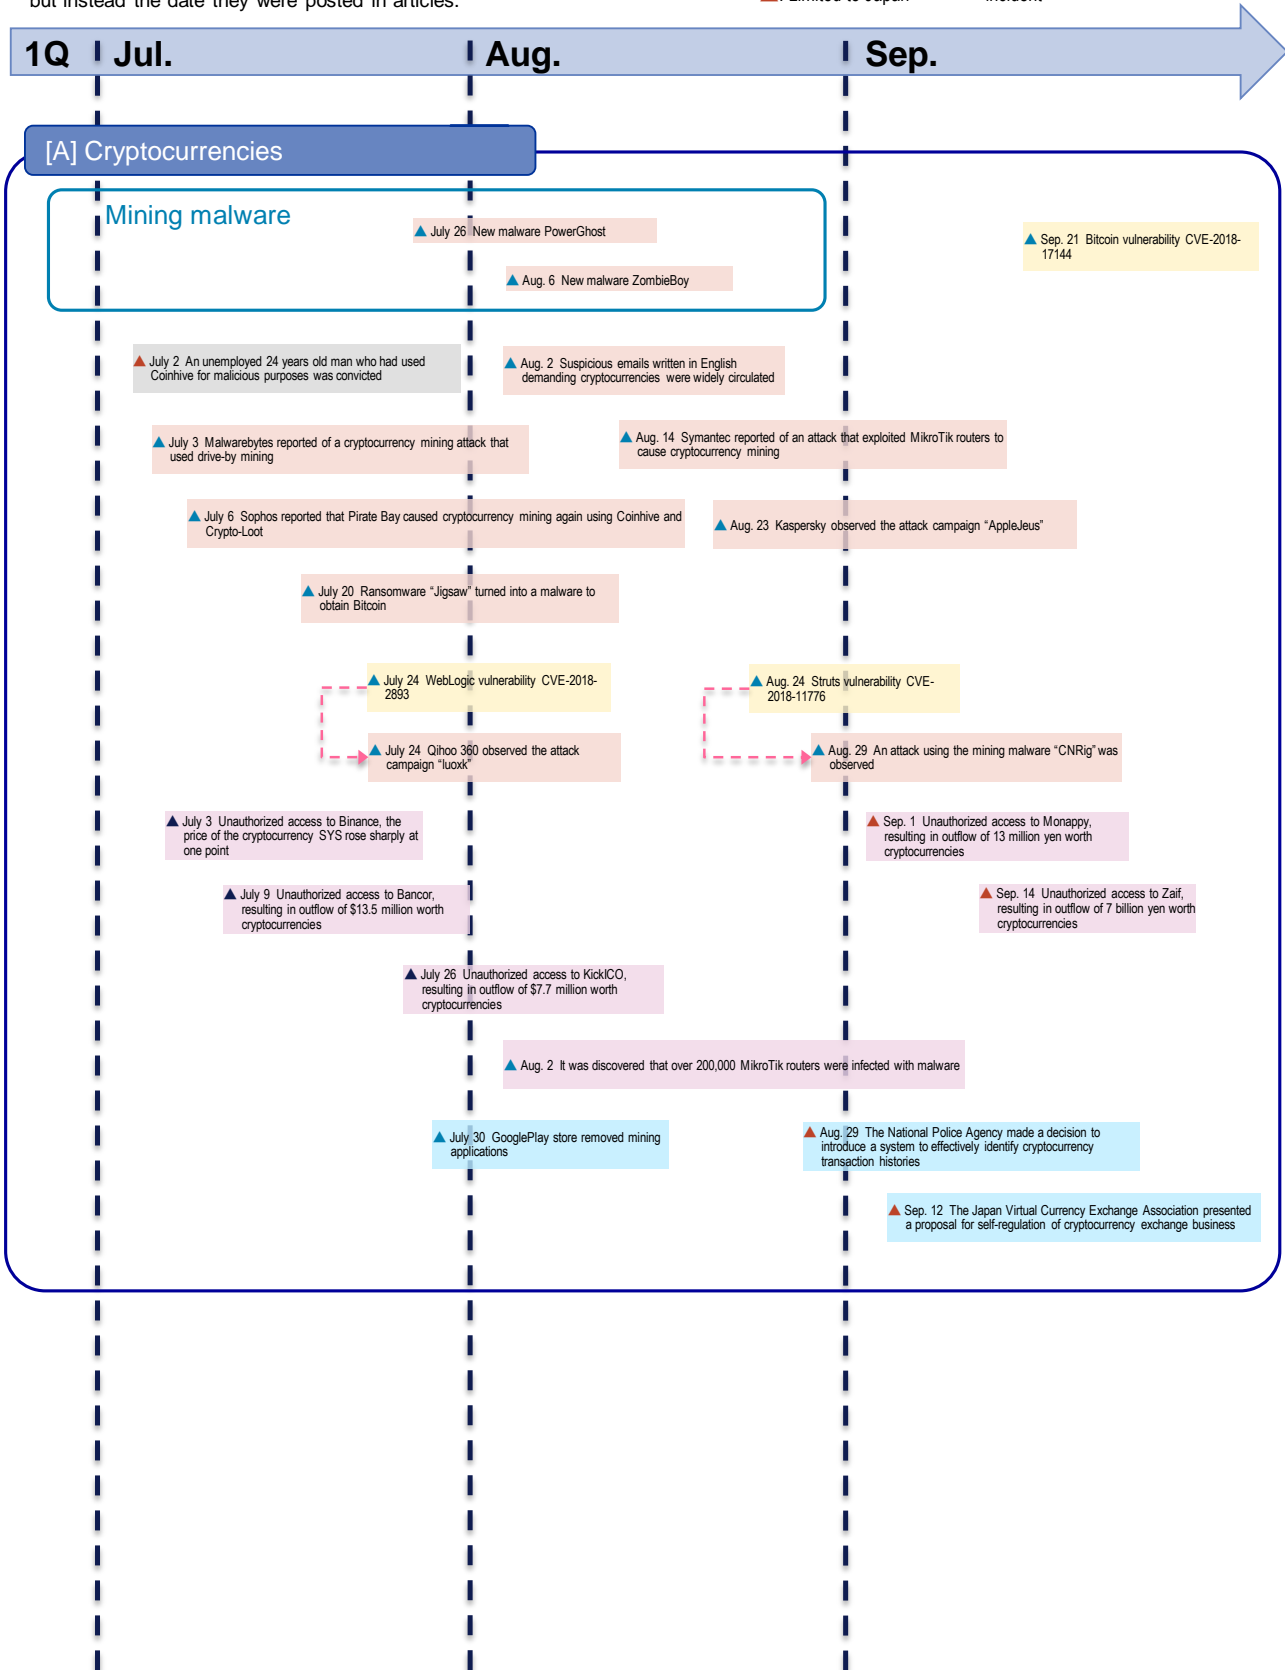 but instead the date they were posted in articles.
: Limited to Japan
incident
1Q Jul. Aug. Sep.
[A] Cryptocurrencies
Mining malware
July 26 New malware PowerGhost
Aug. 6 New malware ZombieBoy
Sep. 21 Bitcoin vulnerability CVE-2018-
17144
July 2 An unemployed 24 years old man who had used
Coinhive for malicious purposes was convicted
Aug. 2 Suspicious emails written in English
demanding cryptocurrencies were widely circulated
July 3 Malwarebytes reported of a cryptocurrency mining attack that
used drive-by mining
Aug. 14 Symantec reported of an attack that exploited MikroTik routers to
cause cryptocurrency mining
July 6 Sophos reported that Pirate Bay caused cryptocurrency mining again using Coinhive and
Crypto-Loot
Aug. 23 Kaspersky observed the attack campaign “AppleJeus”
July 20 Ransomware “Jigsaw” turned into a malware to
obtain Bitcoin
July 24 WebLogic vulnerability CVE-2018-
2893
Aug. 24 Struts vulnerability CVE-
2018-11776
July 24 Qihoo 360 observed the attack
campaign “luoxk”
Aug. 29 An attack using the mining malware “CNRig” was
observed
July 3 Unauthorized access to Binance, the
price of the cryptocurrency SYS rose sharply at
one point
Sep. 1 Unauthorized access to Monappy,
resulting in outflow of 13 million yen worth
cryptocurrencies
July 9 Unauthorized access to Bancor,
resulting in outflow of $13.5 million worth
cryptocurrencies
Sep. 14 Unauthorized access to Zaif,
resulting in outflow of 7 billion yen worth
cryptocurrencies
July 26 Unauthorized access to KickICO,
resulting in outflow of $7.7 million worth
cryptocurrencies
Aug. 2 It was discovered that over 200,000 MikroTik routers were infected with malware
July 30 GooglePlay store removed mining
applications
Aug. 29 The National Police Agency made a decision to
introduce a system to effectively identify cryptocurrency
transaction histories
Sep. 12 The Japan Virtual Currency Exchange Association presented
a proposal for self-regulation of cryptocurrency exchange business